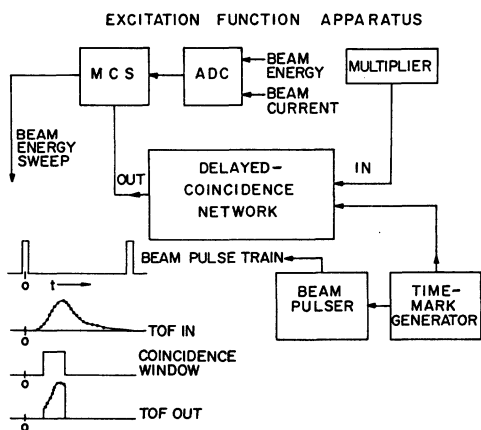 EXCITATION FUNCTION APPARATUS
MCS
ADC
BEAM
ENERGY
BEAM
CURRENT
MULTIPLIER
BEAM
ENERGY
SWEEP
OUT
DELAYED-
COINCIDENCE
NETWORK
IN
BEAM PULSE TRAIN
O
t
BEAM
PULSER
TIME-
MARK
GENERATOR
TOF IN
O
COINCIDENCE
WINDOW
O
TOF OUT
O